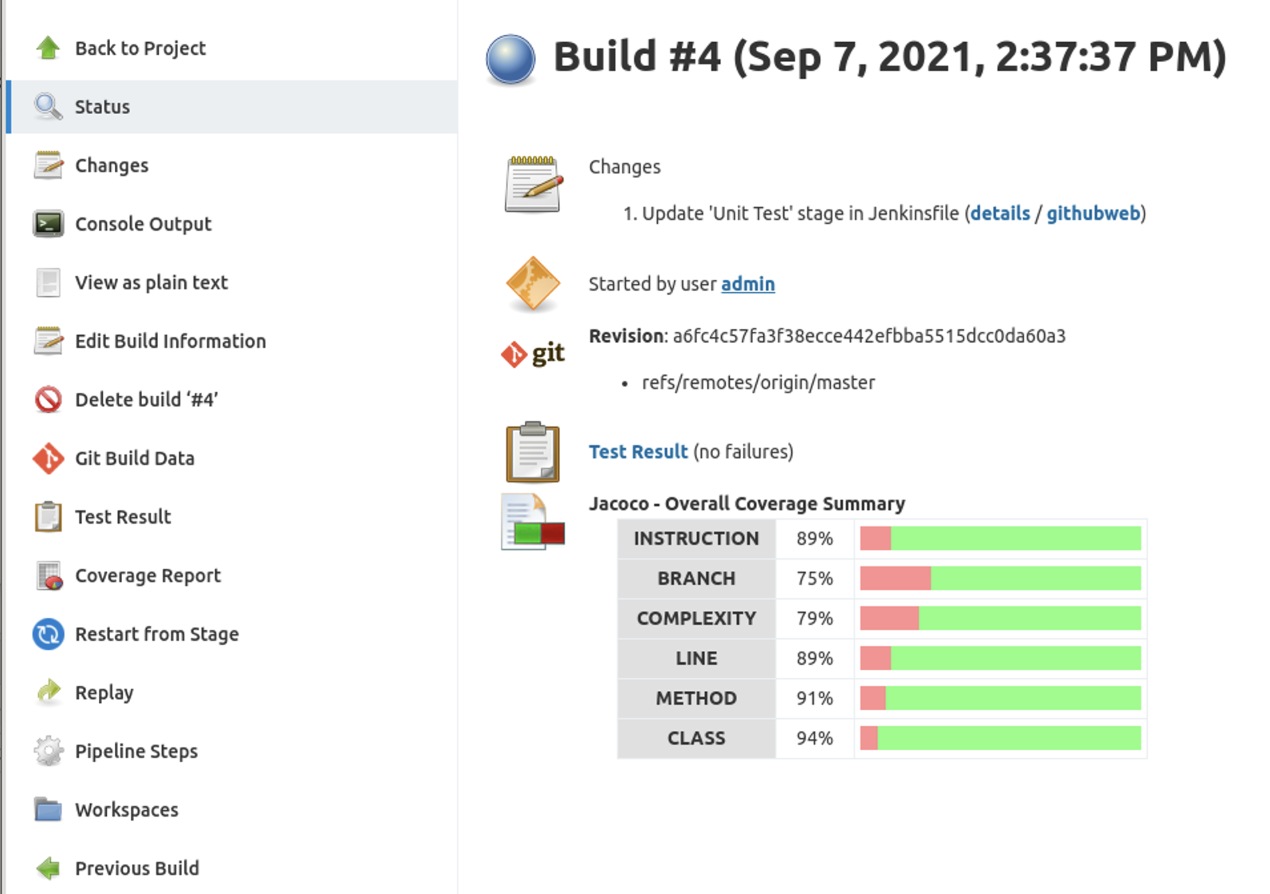 Back to Project
Status
Changes
Console Output
View as plain text
Edit Build Information
Delete build ‘#4’
Git Build Data
Test Result
Coverage Report
Restart from Stage
Replay
Pipeline Steps
Workspaces
Previous Build
Build #4 (Sep 7, 2021, 2:37:37 PM)
Changes
1. Update 'Unit Test' stage in Jenkinsfile (details / githubweb)
Started by user admin
git
Revision: a6fc4c57fa3f38ecce442efbba5515dcc0da60a3
• refs/remotes/origin/master
Test Result (no failures)
Jacoco - Overall Coverage Summary
INSTRUCTION 89%
BRANCH 75%
COMPLEXITY 79%
LINE 89%
METHOD 91%
CLASS 94%